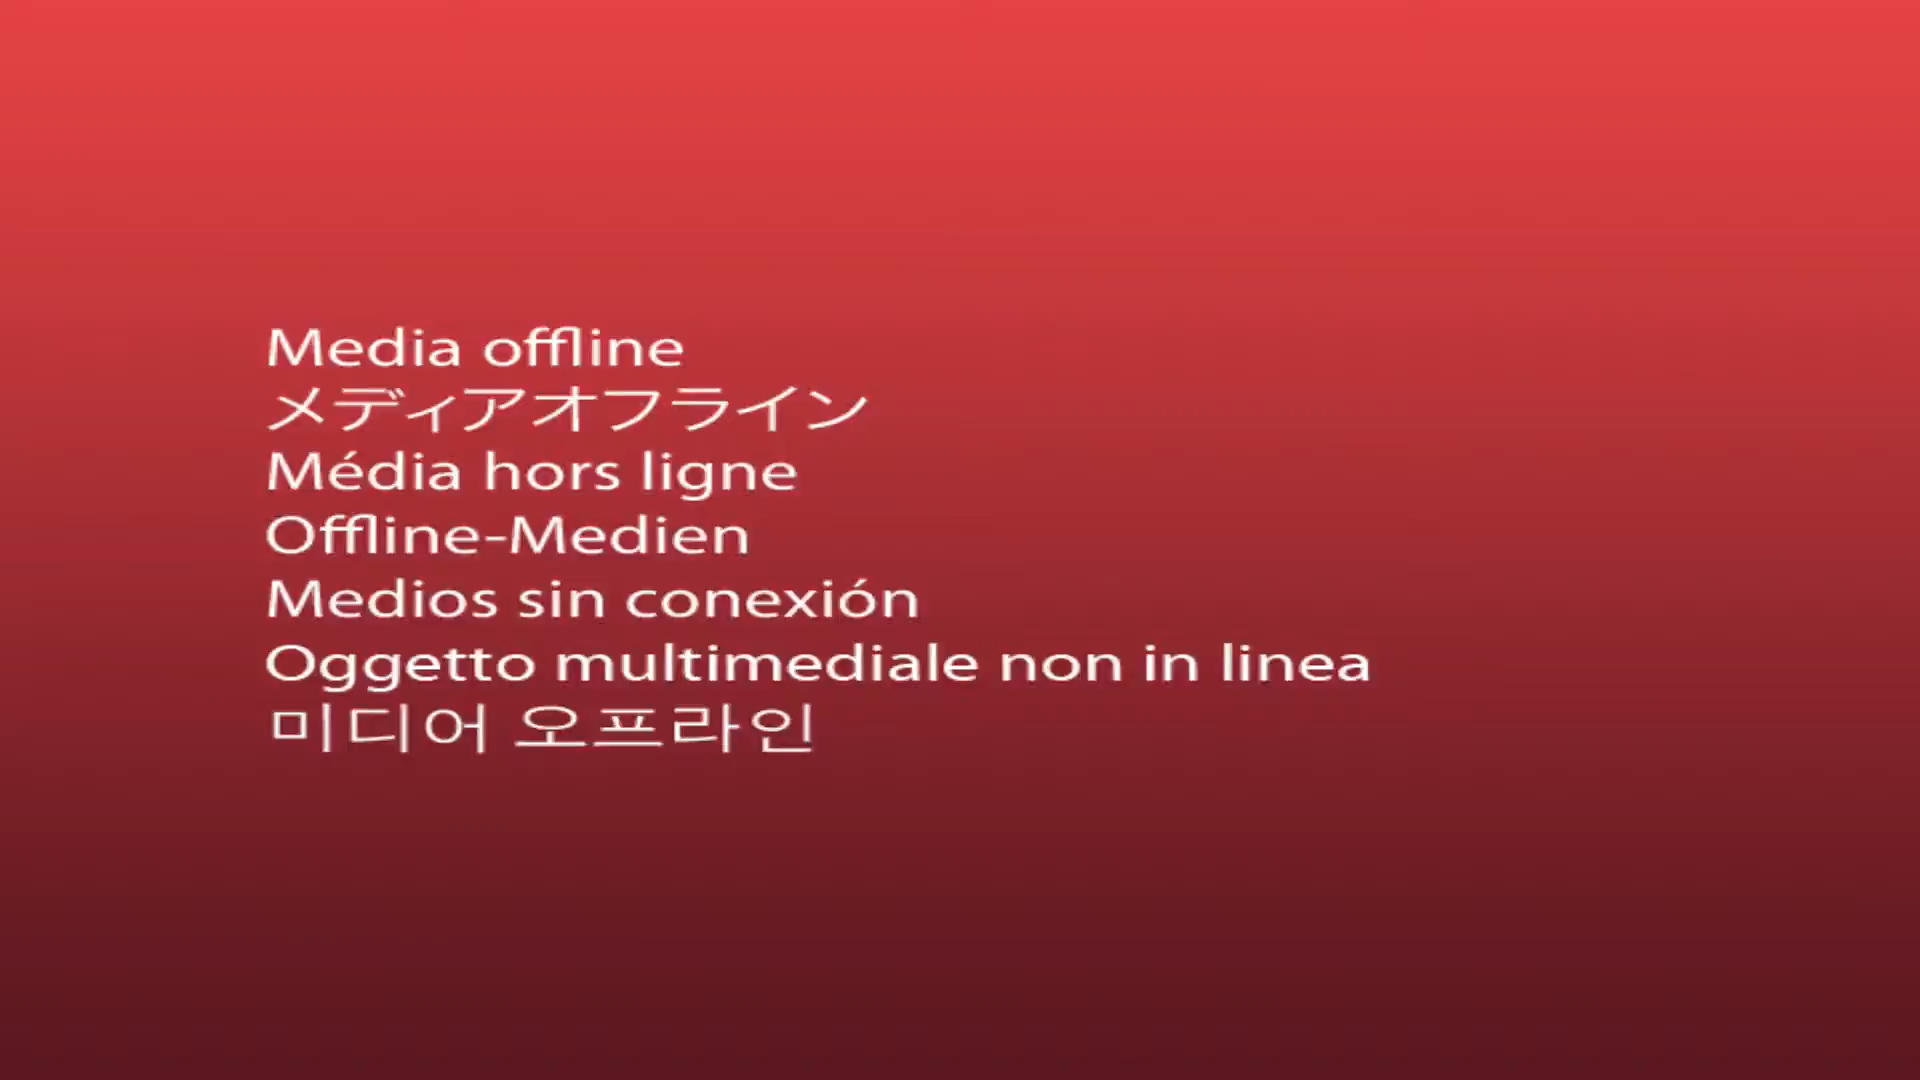 Media offline
メディアオフライン
Média hors ligne
Offline-Medien
Medios sin conexión
Oggetto multimediale non in linea
미디어 오프라인